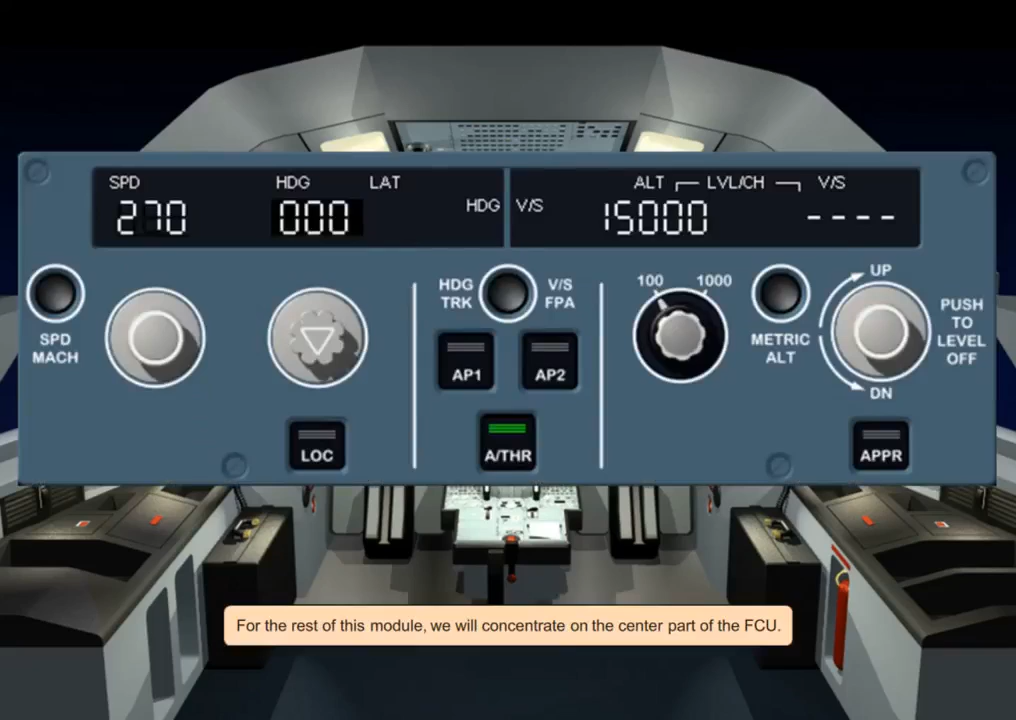 SPD HDG LAT ALT LVL/CH V/S
270 000 HDG V/S 15000 ----
HDG V/S 100 1000 UP
TRK FPA
SPD
MACH
METRIC
ALT
PUSH
TO
LEVEL
OFF
AP1 AP2
DN
LOC A/THR APPR
For the rest of this module, we will concentrate on the center part of the FCU.